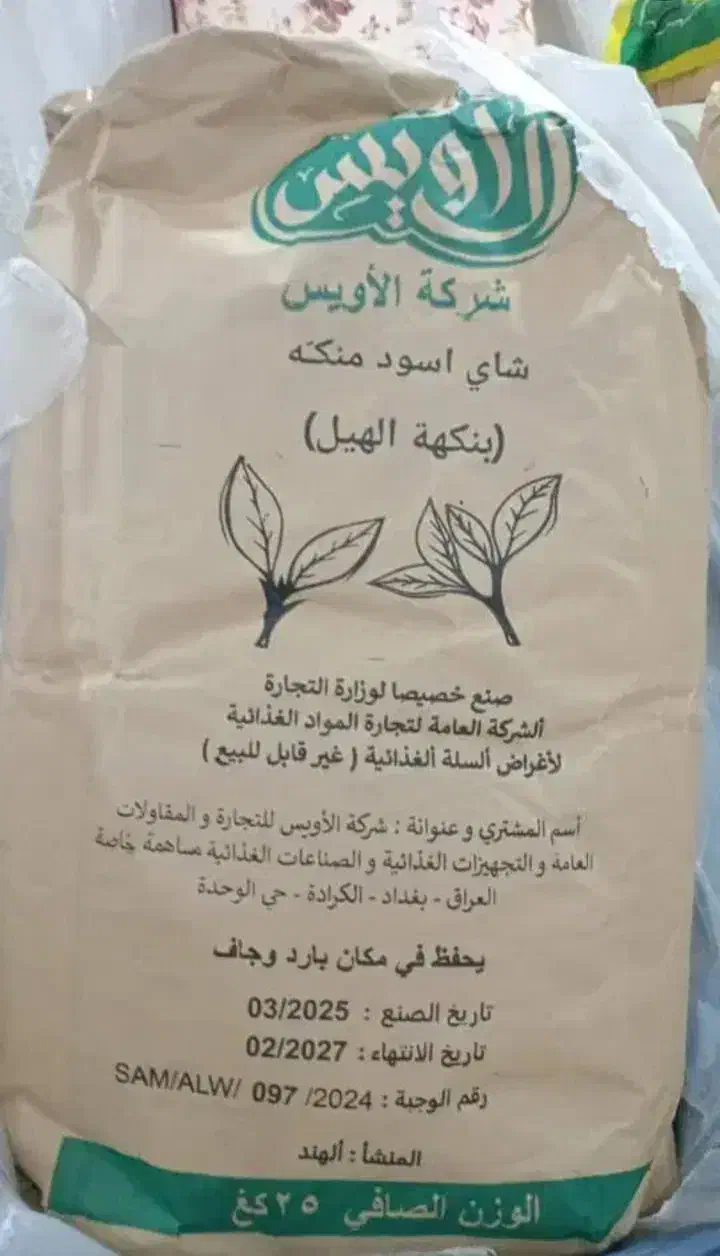 الاويس
شركة الأويس
شاي اسود منكّه
(بنكهة الهيل)
صنع خصيصا لوزارة التجارة
ألشركة العامة لتجارة المواد الغذائية
لأغراض ألسلة ألغذائية ( غير قابل للبيع )
أسم المشتري و عنوانة : شركة الأويس للتجارة و المقاولات
العامة و التجهيزات الغذائية و الصناعات الغذائية مساهمة خاصة
العراق - بغداد - الكرادة - حي الوحدة
يحفظ في مكان بارد وجاف
تاريخ الصنع : 03/2025
تاريخ الانتهاء : 02/2027
رقم الوجبة : SAM/ALW/ 097 /2024
المنشأ : ألهند
الوزن الصافي ٢٥ كغ